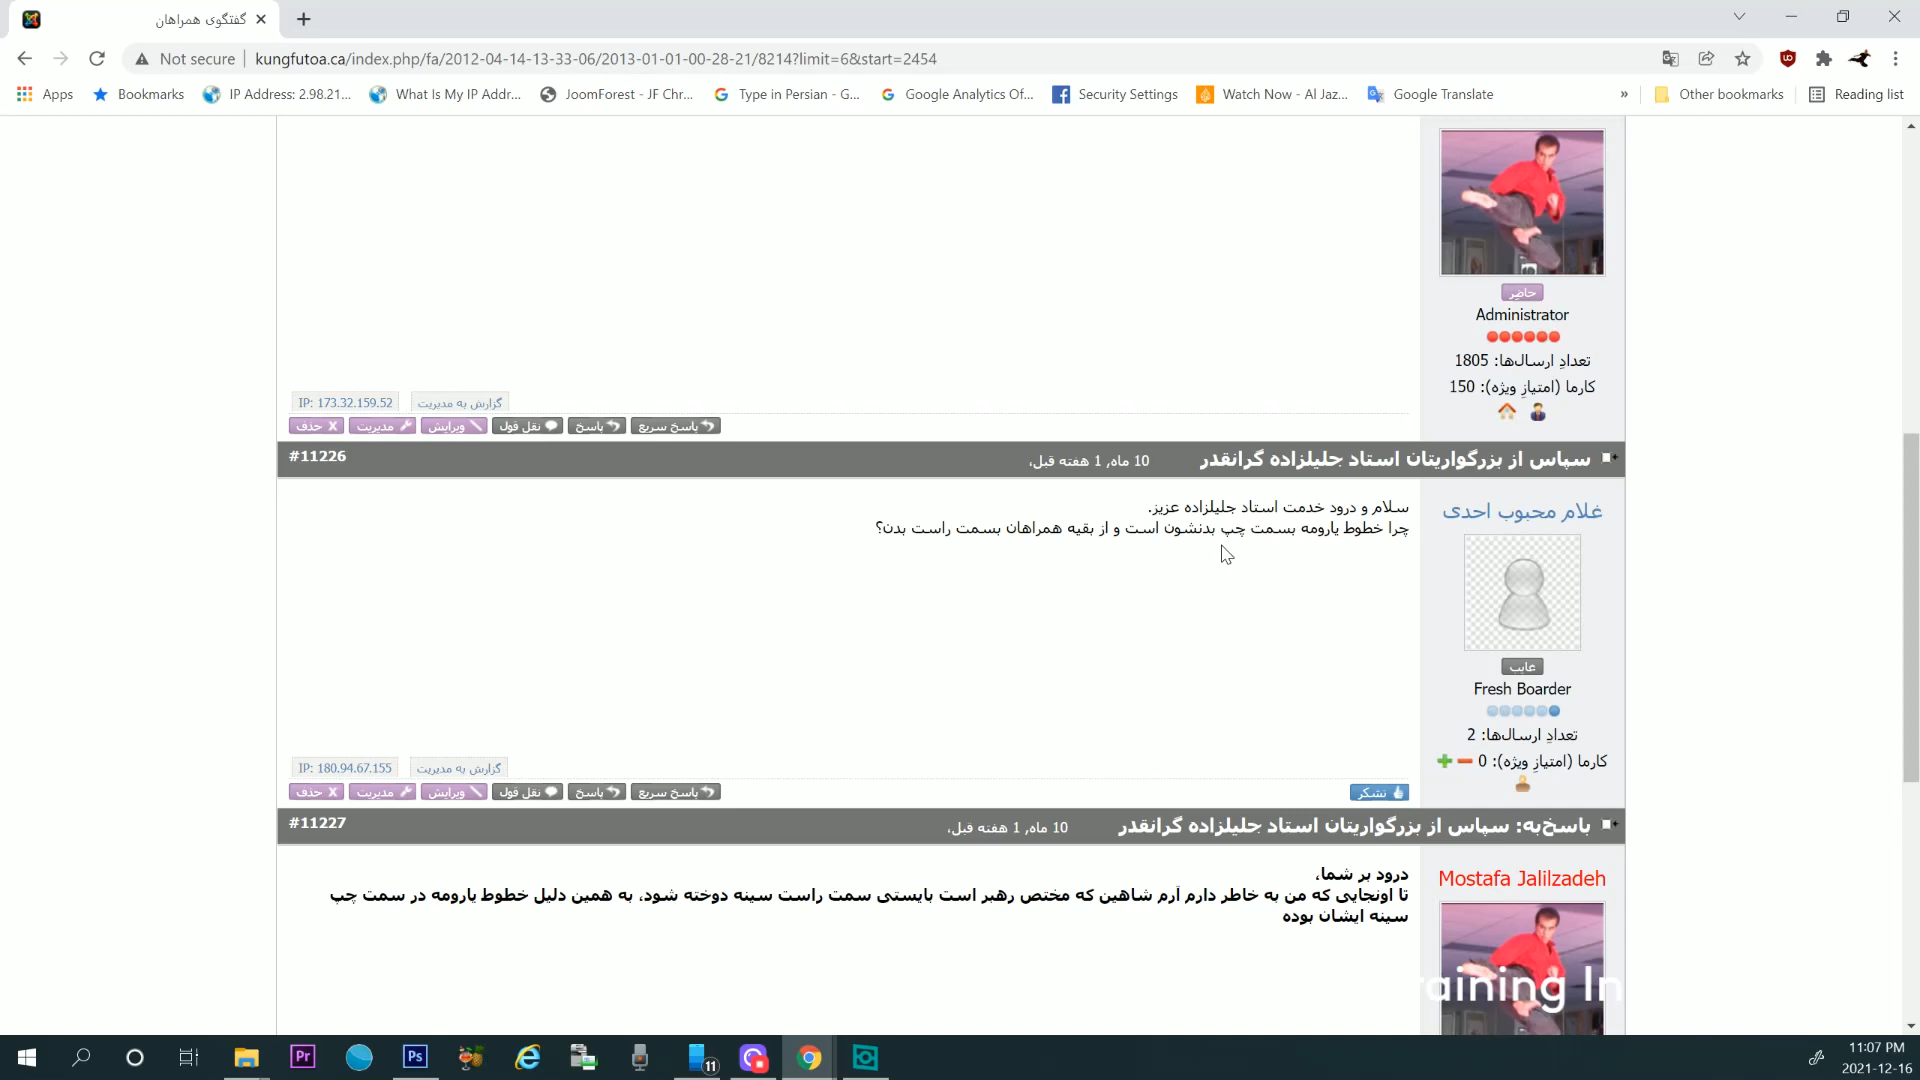 گفتگوی همراهان
Not secure
kungfutoa.ca/index.php/fa/2012-04-14-13-33-06/2013-01-01-00-28-21/8214?limit=6&start=2454
Apps
Bookmarks
IP Address: 2.98.21...
What Is My IP Addr...
JoomForest - JF Chr...
Type in Persian - G...
Google Analytics Of...
Security Settings
Watch Now - Al Jaz...
Google Translate
»
Other bookmarks
Reading list
حاضِر
Administrator
تعدادِ ارسال‌ها: 1805
کارما (امتیازِ ویژه): 150
گزارش به مدیریت
IP: 173.32.159.52
پاسخ سریع
پاسخ
نقل قول
ویرایش
مدیریت
حذف
سپاس از بزرگواریتان استاد جلیلزاده گرانقدر
10 ماه, 1 هفته قبل،
#11226
غلام محبوب احدی
سلام و درود خدمت استاد جلیلزاده عزیز.
چرا خطوط یارومه بسمت چپ بدنشون است و از بقیه همراهان بسمت راست بدن؟
غایب
Fresh Boarder
تعدادِ ارسال‌ها: 2
کارما (امتیازِ ویژه): 0
گزارش به مدیریت
IP: 180.94.67.155
تشکر
پاسخ سریع
پاسخ
نقل قول
ویرایش
مدیریت
حذف
پاسخ‌به: سپاس از بزرگواریتان استاد جلیلزاده گرانقدر
10 ماه, 1 هفته قبل،
#11227
Mostafa Jalilzadeh
درود بر شما،
تا اونجایی که من به خاطر دارم آرم شاهین که مختص رهبر است بایستی سمت راست سینه دوخته شود، به همین دلیل خطوط یارومه در سمت چپ
سینه ایشان بوده
raining In
Pr
Ps
11
11:07 PM
2021-12-16